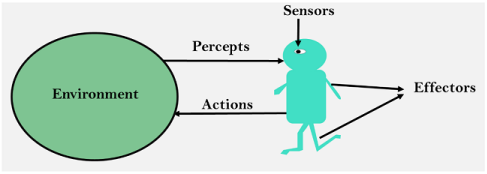 Sensors
Percepts
Environment
Effectors
Actions